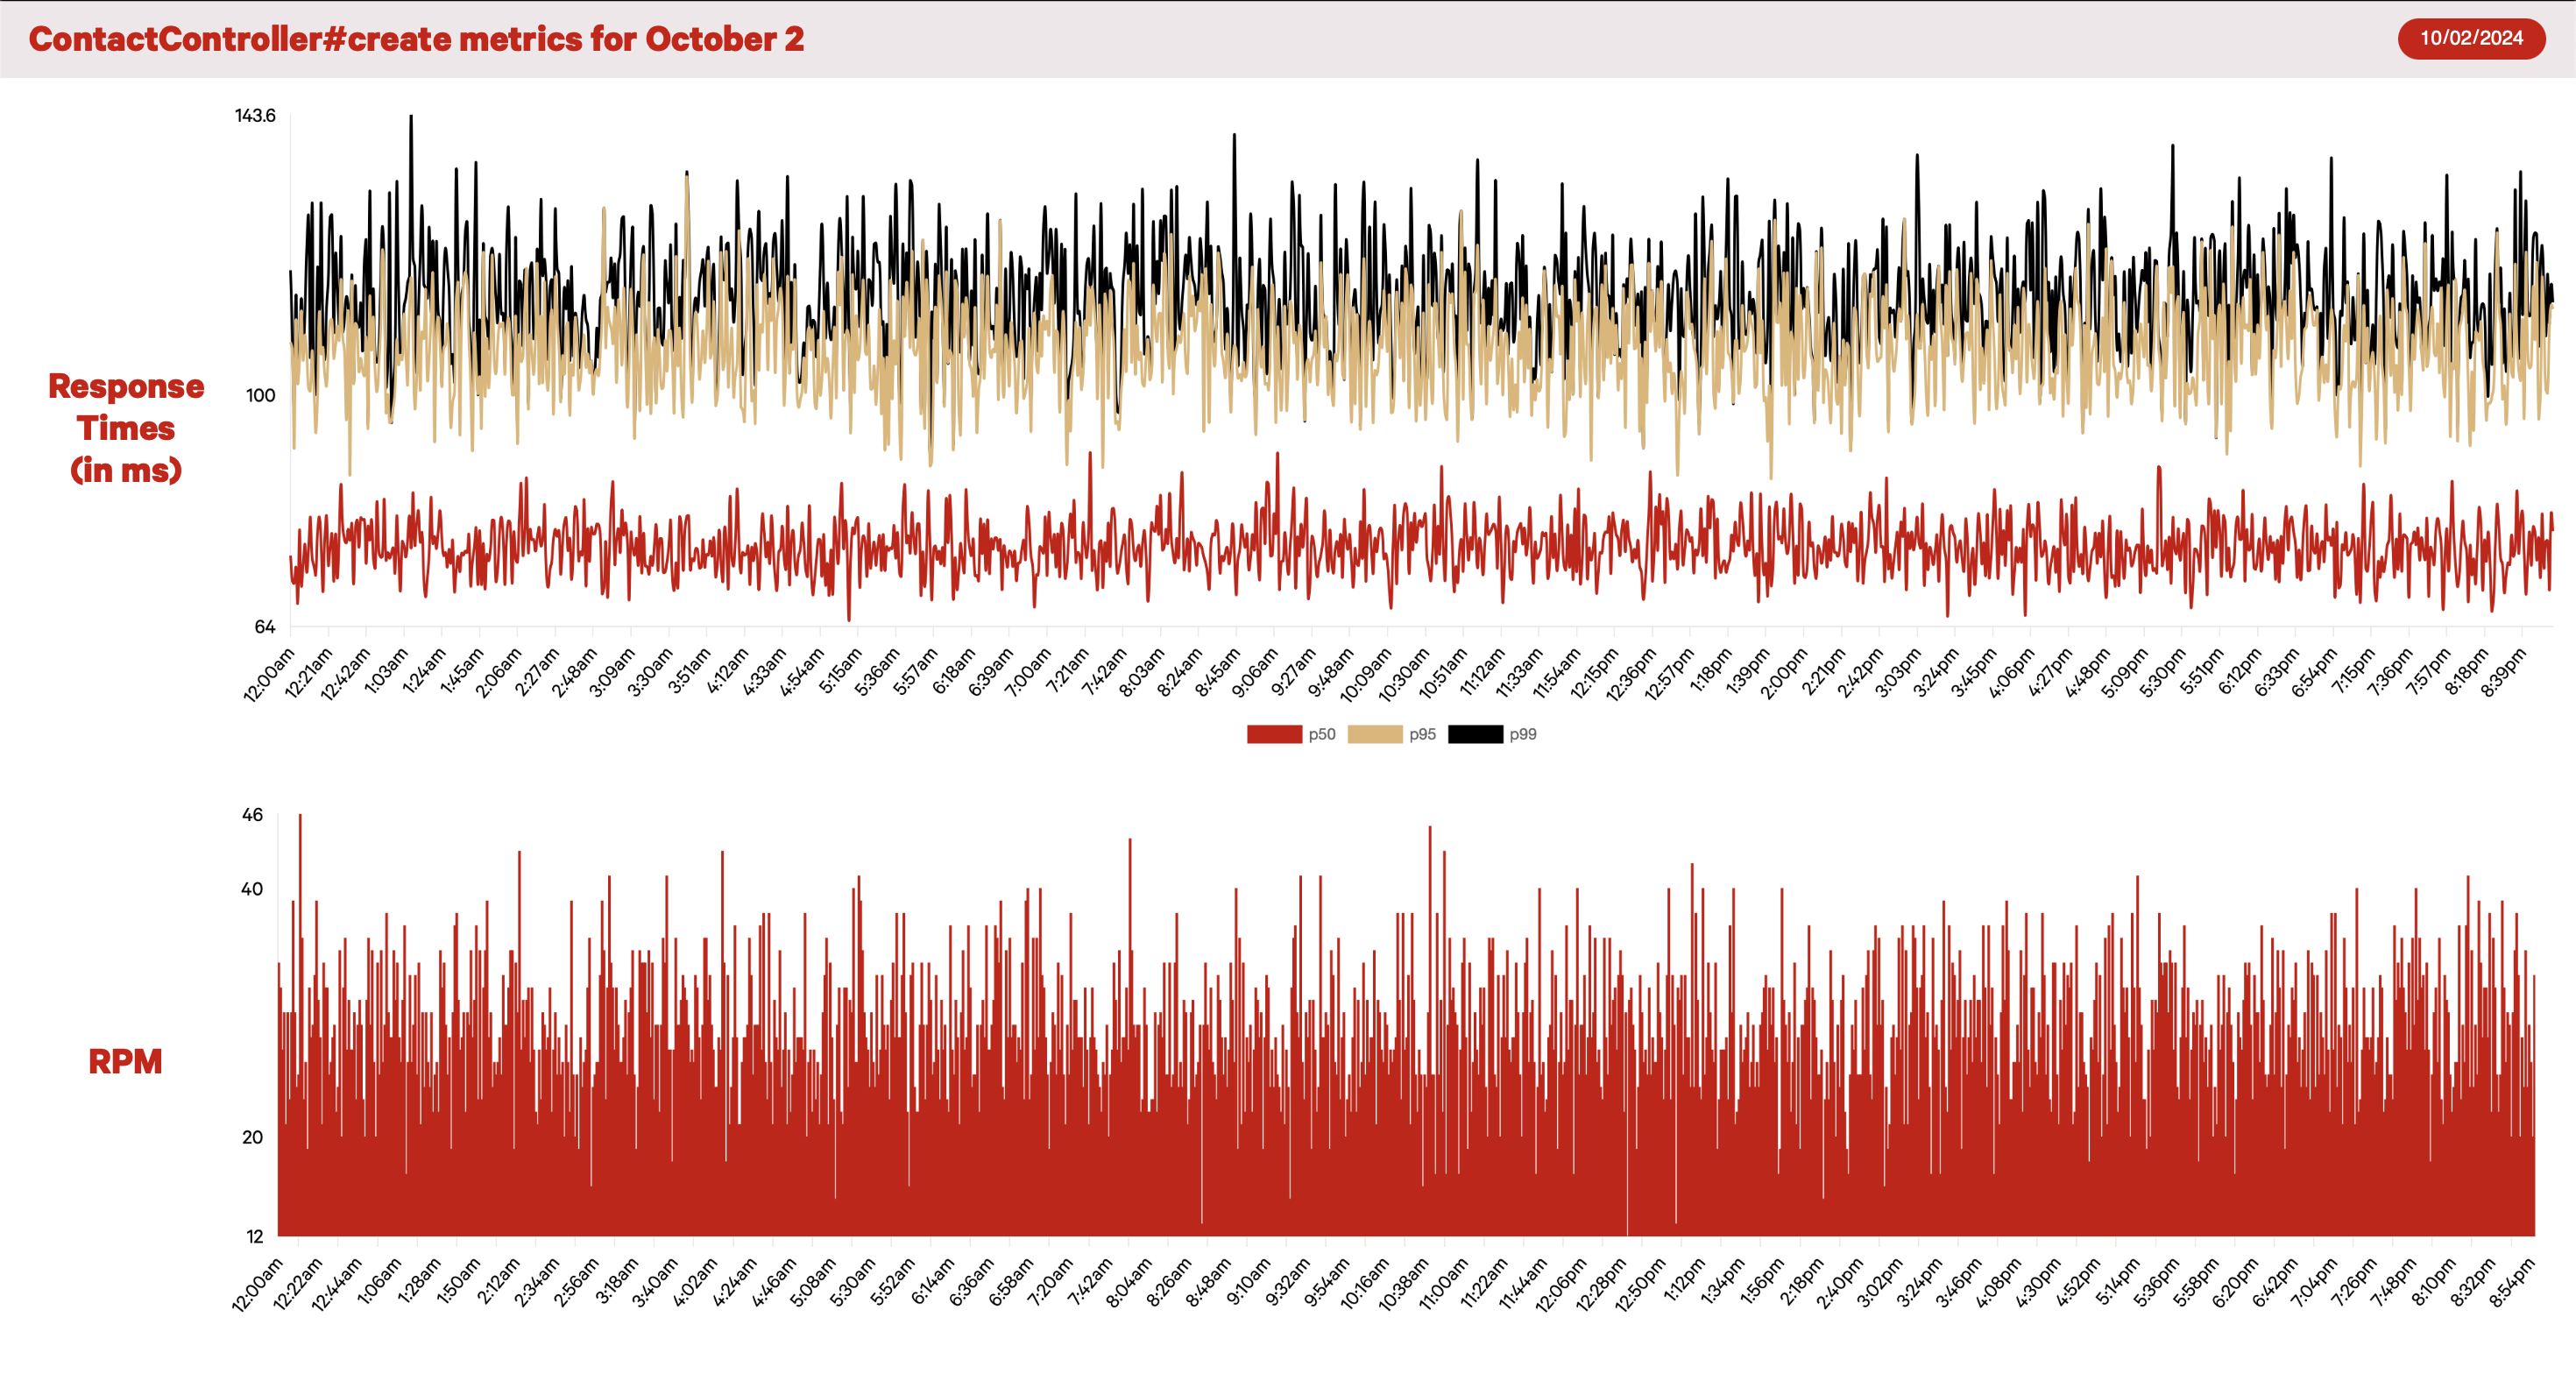 ContactController#create metrics for October 2
10/02/2024
143.6
Response
Times
(in ms)
100
64
12:00am 12:21am 12:42am 1:03am 1:24am 1:45am 2:06am 2:27am 2:48am 3:09am 3:30am 3:51am 4:12am 4:33am 4:54am 5:15am 5:36am 5:57am 6:18am 6:39am 7:00am 7:21am 7:42am 8:03am 8:24am 8:45am 9:06am 9:27am 9:48am 10:09am 10:30am 10:51am 11:12am 11:33am 11:54am 12:15pm 12:36pm 12:57pm 1:18pm 1:39pm 2:00pm 2:21pm 2:42pm 3:03pm 3:24pm 3:45pm 4:06pm 4:27pm 4:48pm 5:09pm 5:30pm 5:51pm 6:12pm 6:33pm 6:54pm 7:15pm 7:36pm 7:57pm 8:18pm 8:39pm
p50 p95 p99
46
40
RPM
20
12
12:00am 12:22am 12:44am 1:06am 1:28am 1:50am 2:12am 2:34am 2:56am 3:18am 3:40am 4:02am 4:24am 4:46am 5:08am 5:30am 5:52am 6:14am 6:36am 6:58am 7:20am 7:42am 8:04am 8:26am 8:48am 9:10am 9:32am 9:54am 10:16am 10:38am 11:00am 11:22am 11:44am 12:06pm 12:28pm 12:50pm 1:12pm 1:34pm 1:56pm 2:18pm 2:40pm 3:02pm 3:24pm 3:46pm 4:08pm 4:30pm 4:52pm 5:14pm 5:36pm 5:58pm 6:20pm 6:42pm 7:04pm 7:26pm 7:48pm 8:10pm 8:32pm 8:54pm